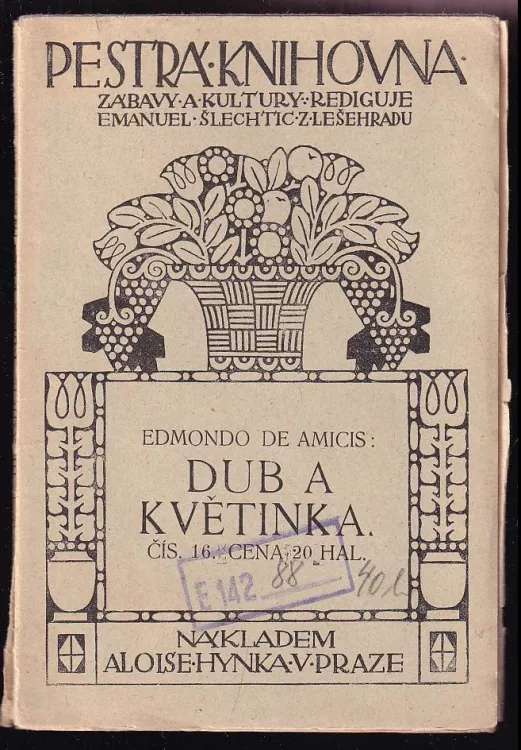 PESTRÁ·KNIHOVNA·
ZÁBAVY·A·KULTURY·:·REDIGUJE
EMANUEL·ŠLECHTIC·Z·LEŠEHRADU
EDMONDO DE AMICIS:
DUB A
KVĚTINKA.
ČÍS. 16. CENA 20 HAL.
E 142 88
NÁKLADEM
ALOISE·HYNKA·V·PRAZE